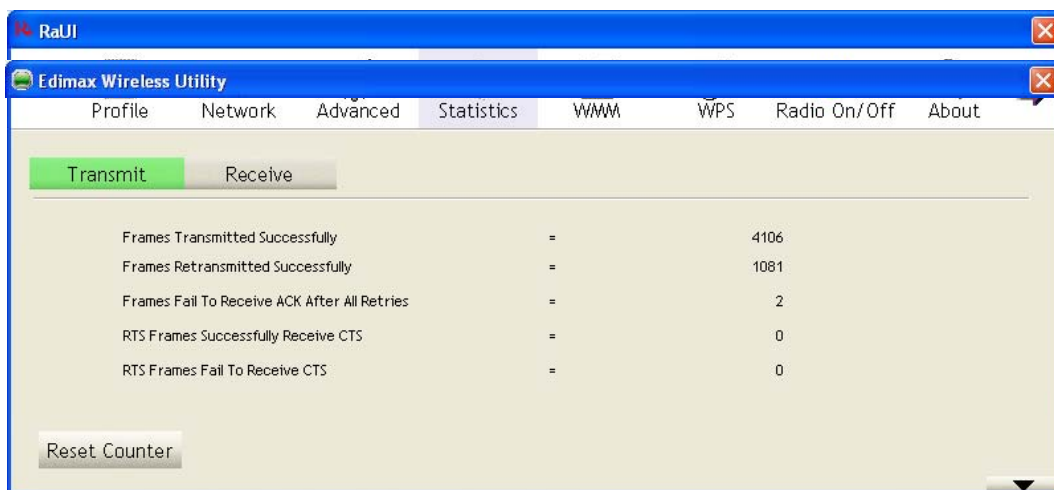 RaUI
Edimax Wireless Utility
Profile Network Advanced Statistics WMM WPS Radio On/Off About
Transmit Receive
Frames Transmitted Successfully = 4106
Frames Retransmitted Successfully = 1081
Frames Fail To Receive ACK After All Retries = 2
RTS Frames Successfully Receive CTS = 0
RTS Frames Fail To Receive CTS = 0
Reset Counter